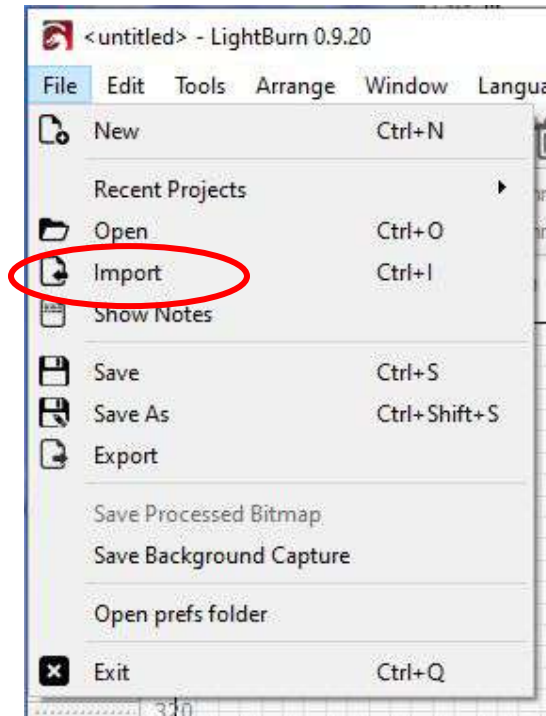 <untitled> - LightBurn 0.9.20
File Edit Tools Arrange Window Langua
New Ctrl+N
Recent Projects
Open Ctrl+O
Import Ctrl+I
Show Notes
Save Ctrl+S
Save As Ctrl+Shift+S
Export
Save Processed Bitmap
Save Background Capture
Open prefs folder
Exit Ctrl+Q
320